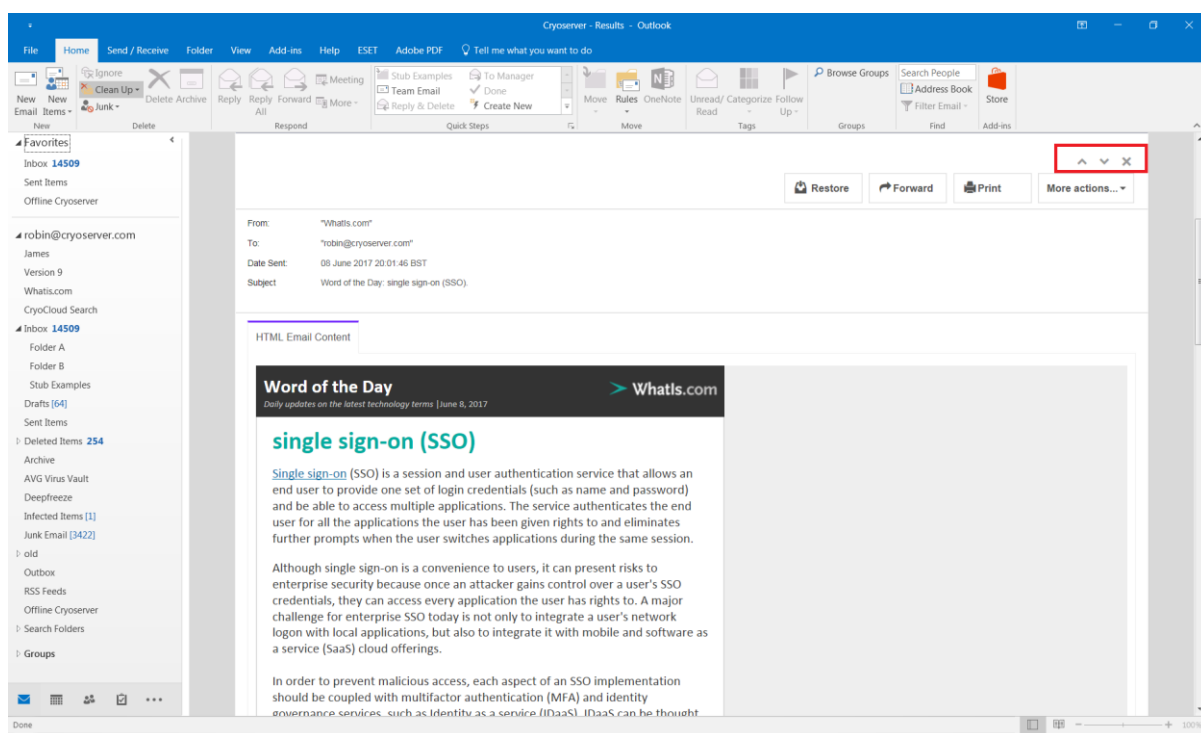 Cryoserver - Results - Outlook
File Home Send / Receive Folder View Add-ins Help ESET Adobe PDF Tell me what you want to do
New Email
New Items
Ignore
Clean Up
Junk
Delete
Archive
Reply
Reply All
Forward
Meeting
More
Stub Examples
Team Email
Reply & Delete
To Manager
Done
Create New
Move
Rules
OneNote
Unread/ Read
Categorize
Follow Up
Browse Groups
Search People
Address Book
Filter Email
Store
New Delete Respond Quick Steps Move Tags Groups Find Add-ins
Favorites
Inbox 14509
Sent Items
Offline Cryoserver
robin@cryoserver.com
James
Version 9
Whatis.com
CryoCloud Search
Inbox 14509
Folder A
Folder B
Stub Examples
Drafts [64]
Sent Items
Deleted Items 254
Archive
AVG Virus Vault
Deepfreeze
Infected Items [1]
Junk Email [3422]
old
Outbox
RSS Feeds
Offline Cryoserver
Search Folders
Groups
Restore Forward Print More actions...
From: "WhatIs.com"
To: "robin@cryoserver.com"
Date Sent: 08 June 2017 20:01:46 BST
Subject Word of the Day: single sign-on (SSO).
HTML Email Content
Word of the Day
WhatIs.com
Daily updates on the latest technology terms |June 8, 2017
single sign-on (SSO)
Single sign-on (SSO) is a session and user authentication service that allows an
end user to provide one set of login credentials (such as name and password)
and be able to access multiple applications. The service authenticates the end
user for all the applications the user has been given rights to and eliminates
further prompts when the user switches applications during the same session.
Although single sign-on is a convenience to users, it can present risks to
enterprise security because once an attacker gains control over a user's SSO
credentials, they can access every application the user has rights to. A major
challenge for enterprise SSO today is not only to integrate a user's network
logon with local applications, but also to integrate it with mobile and software as
a service (SaaS) cloud offerings.
In order to prevent malicious access, each aspect of an SSO implementation
should be coupled with multifactor authentication (MFA) and identity
governance services, such as Identity as a service (IDaaS). IDaaS can be thought
Done
100%